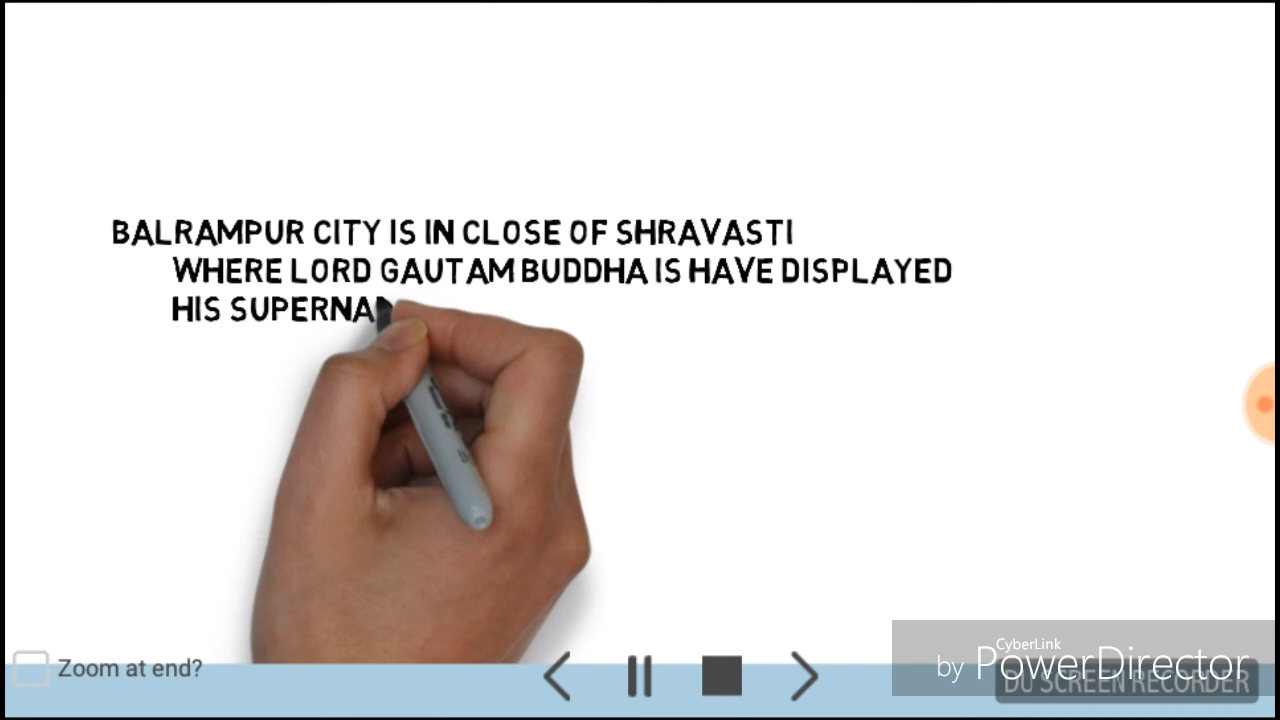 BALRAMPUR CITY IS IN CLOSE OF SHRAVASTI
WHERE LORD GAUTAM BUDDHA IS HAVE DISPLAYED
HIS SUPERNA
Zoom at end?
CyberLink
by PowerDirector
DU SCREEN RECORDER